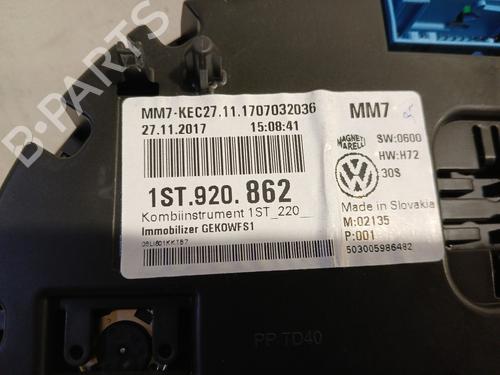 B-PARTS
MM7-KEC27.11.1707032036
MM7
27.11.2017 15:08:41
MAGNETI
MARELLI
SW:0600
HW:H72
30S
1ST.920.862
Kombiinstrument 1ST_220_
Immobilizer GEKOWFS1
Made in Slovakia
M:02135
P:001
503005986482
PP TD40